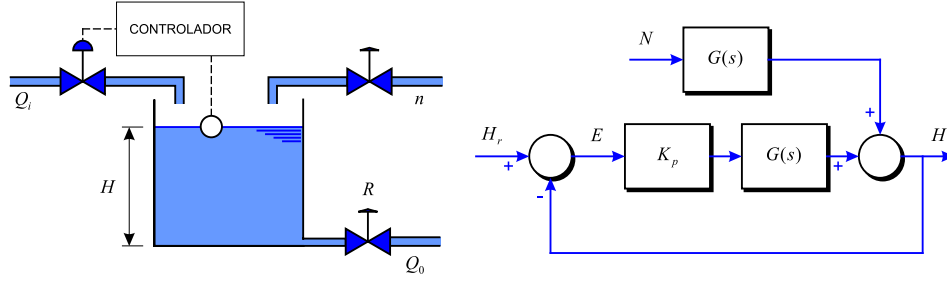 CONTROLADOR
Q_i
n
H
R
Q_0
N
G(s)
H_r
E
K_p
G(s)
H
+
+
+
-